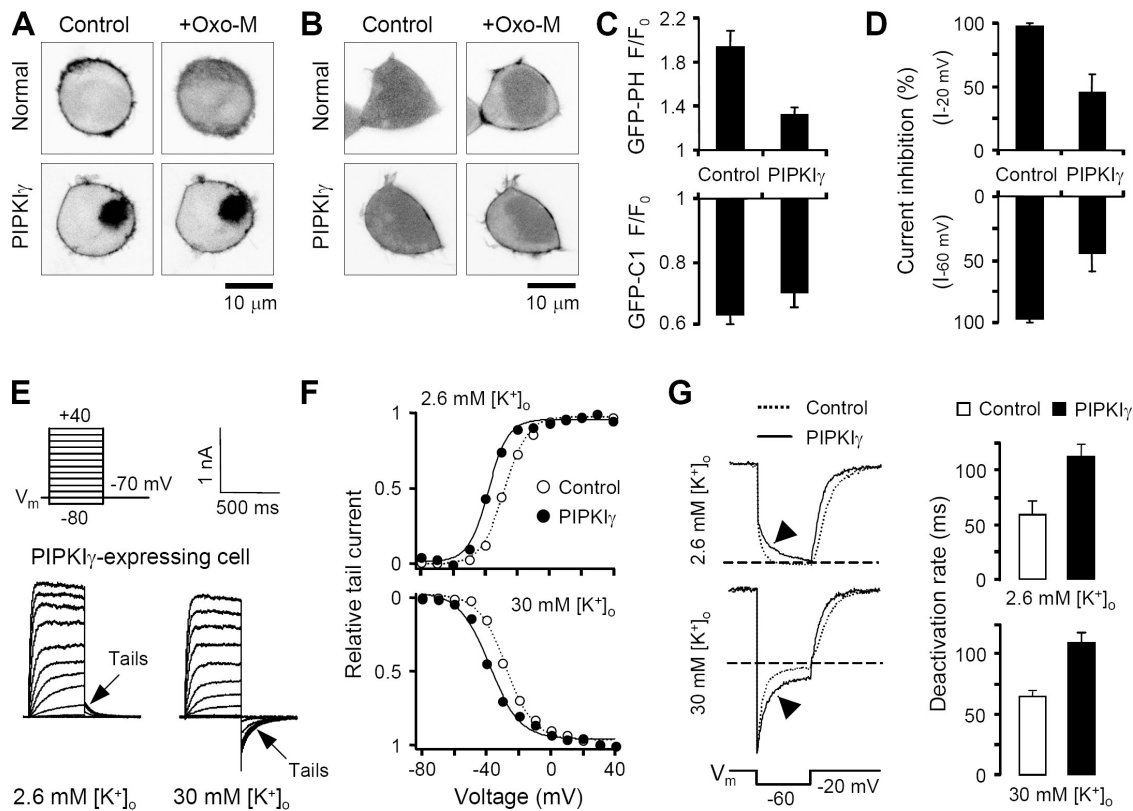 A
Control
+Oxo-M
Normal
PIPKIγ
10 μm
B
Control
+Oxo-M
Normal
PIPKIγ
10 μm
C
GFP-PH F/F0
2.2
1.8
1.4
1
Control
PIPKIγ
GFP-C1 F/F0
1
0.8
0.6
D
Current inhibition (%)
(I-20 mV)
100
50
0
Control
PIPKIγ
(I-60 mV)
0
50
100
E
+40
Vm
-70 mV
-80
1 nA
500 ms
PIPKIγ-expressing cell
Tails
Tails
2.6 mM [K+]o
30 mM [K+]o
F
Relative tail current
2.6 mM [K+]o
1
0.5
0
Control
PIPKIγ
30 mM [K+]o
0
0.5
1
-80
-40
0
40
Voltage (mV)
G
Control
PIPKIγ
2.6 mM [K+]o
30 mM [K+]o
Vm
-60
-20 mV
Control
PIPKIγ
Deactivation rate (ms)
100
50
0
2.6 mM [K+]o
100
50
0
30 mM [K+]o